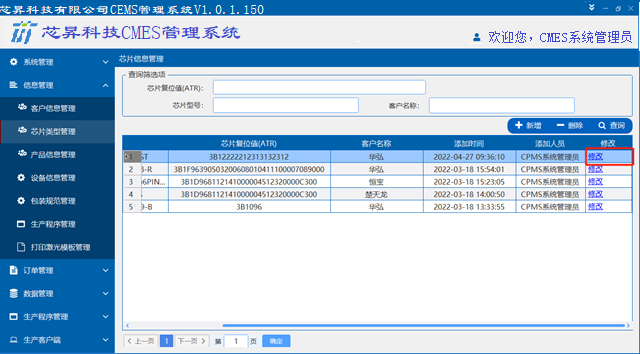 芯昇科技有限公司CEMS管理系统V1.0.1.150
芯昇科技CMES管理系统
欢迎您，CMES系统管理员
系统管理
信息管理
客户信息管理
芯片类型管理
产品信息管理
设备信息管理
包装规范管理
生产程序管理
打印激光模板管理
订单管理
数据管理
生产程序管理
生产客户端
芯片信息管理
查询筛选项
芯片复位值(ATR):
芯片型号:
客户名称:
新增 删除 查询
芯片复位值(ATR) 客户名称 添加时间 添加人员 修改
1 ST 3B12222212313132312 华弘 2022-04-27 09:36:10 CPMS系统管理员 修改
2 3-R 3B1F96390503200608010411100007089000 华弘 2022-03-18 15:54:01 CPMS系统管理员 修改
3 6PIN... 3B1D96811214100000451232 0000C300 恒宝 2022-03-18 15:23:05 CPMS系统管理员 修改
4 3B1D96811214100000451232 0000C300 楚天龙 2022-03-18 14:00:50 CPMS系统管理员 修改
5 9-B 3B1096 华弘 2022-03-18 13:33:55 CPMS系统管理员 修改
上一页 1 下一页 第 1 页 确定